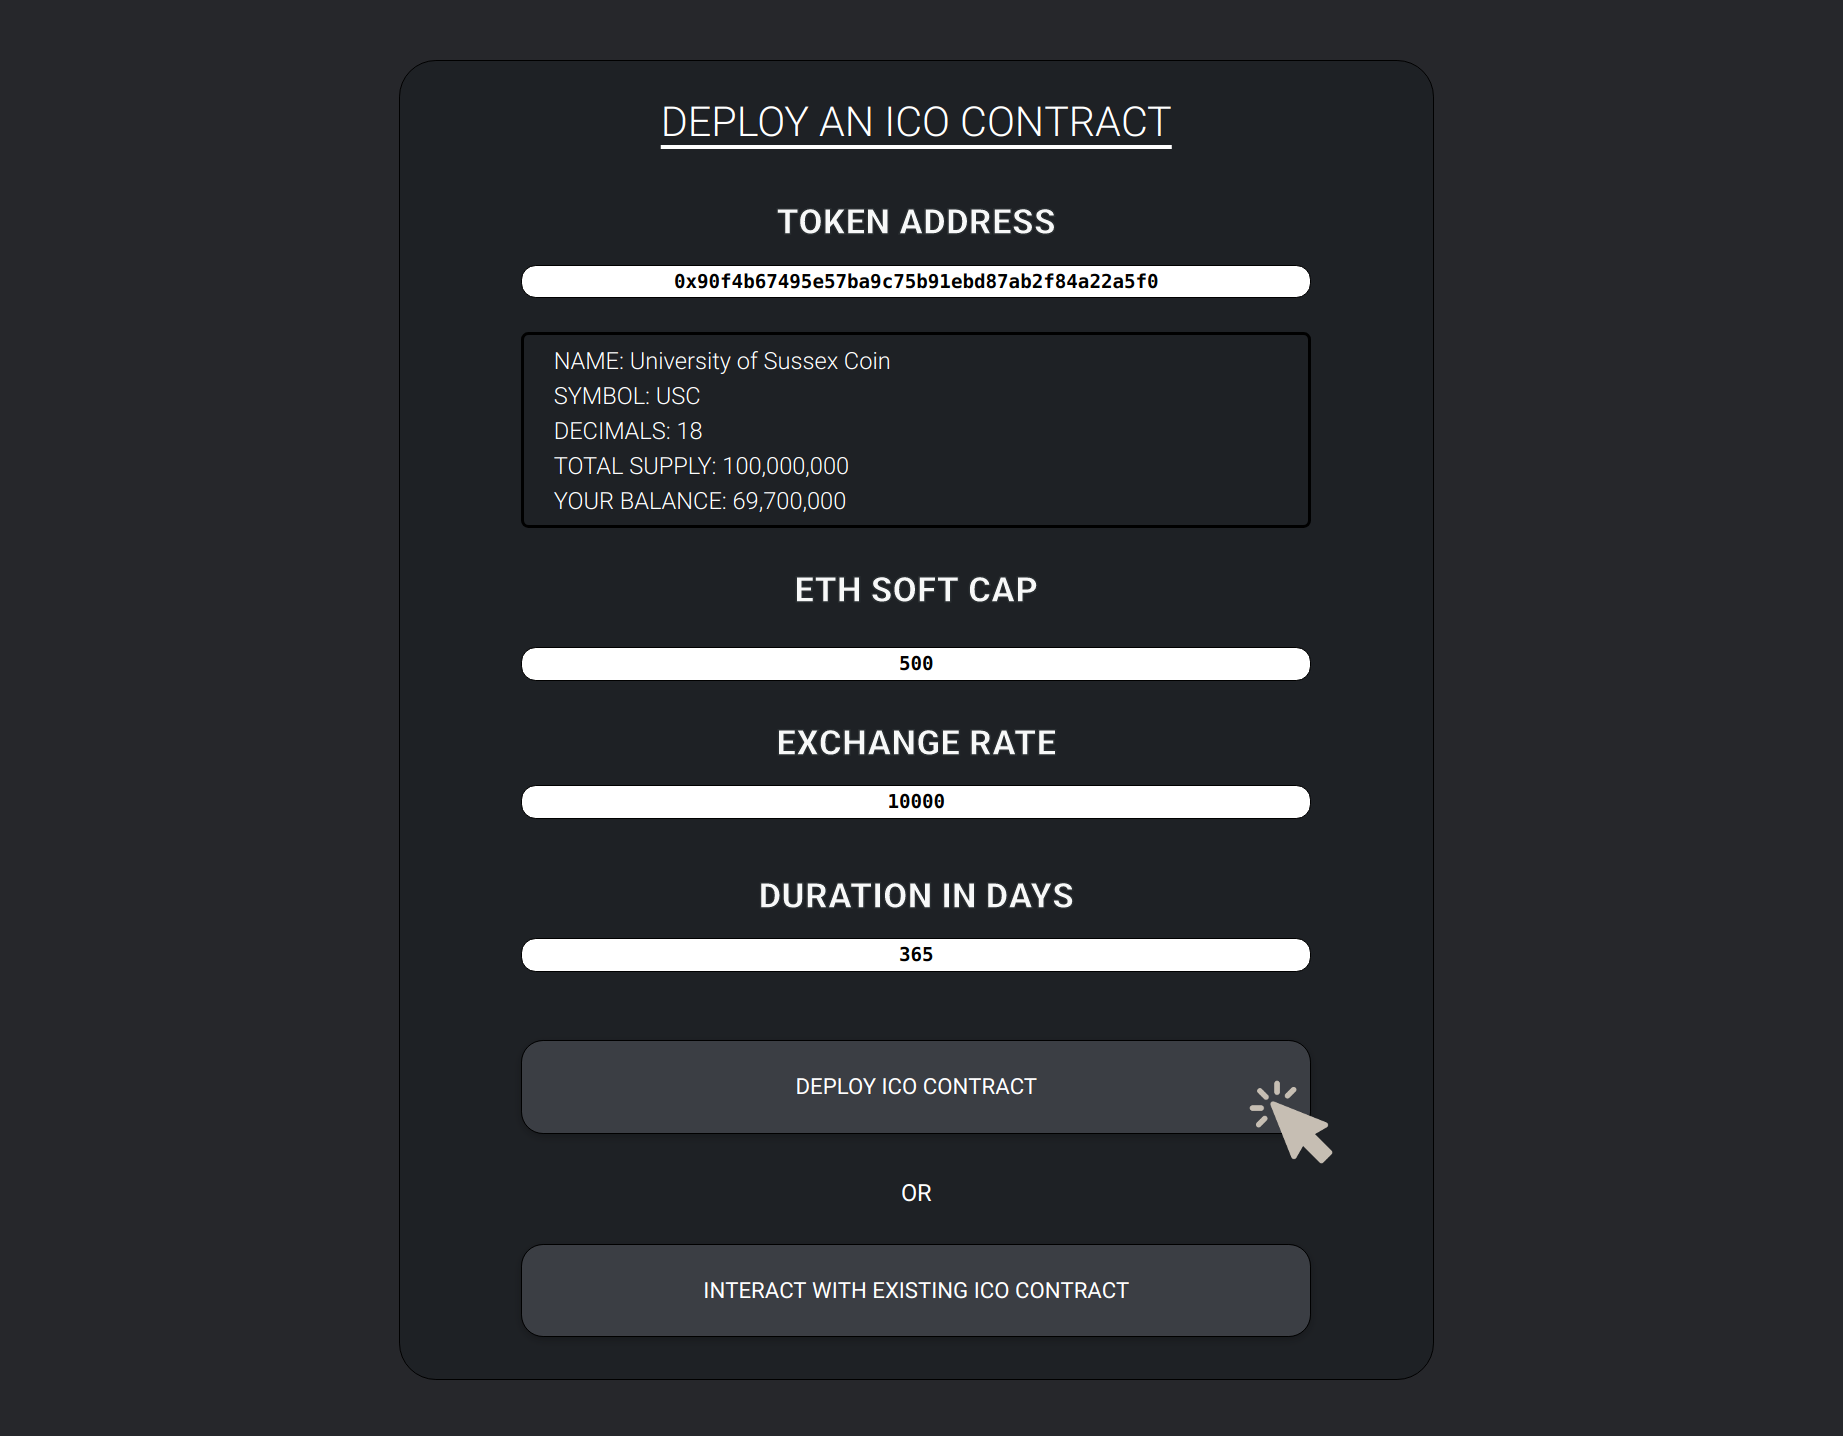 DEPLOY AN ICO CONTRACT
TOKEN ADDRESS
0x90f4b67495e57ba9c75b91ebd87ab2f84a22a5f0
NAME: University of Sussex Coin
SYMBOL: USC
DECIMALS: 18
TOTAL SUPPLY: 100,000,000
YOUR BALANCE: 69,700,000
ETH SOFT CAP
500
EXCHANGE RATE
10000
DURATION IN DAYS
365
DEPLOY ICO CONTRACT
OR
INTERACT WITH EXISTING ICO CONTRACT